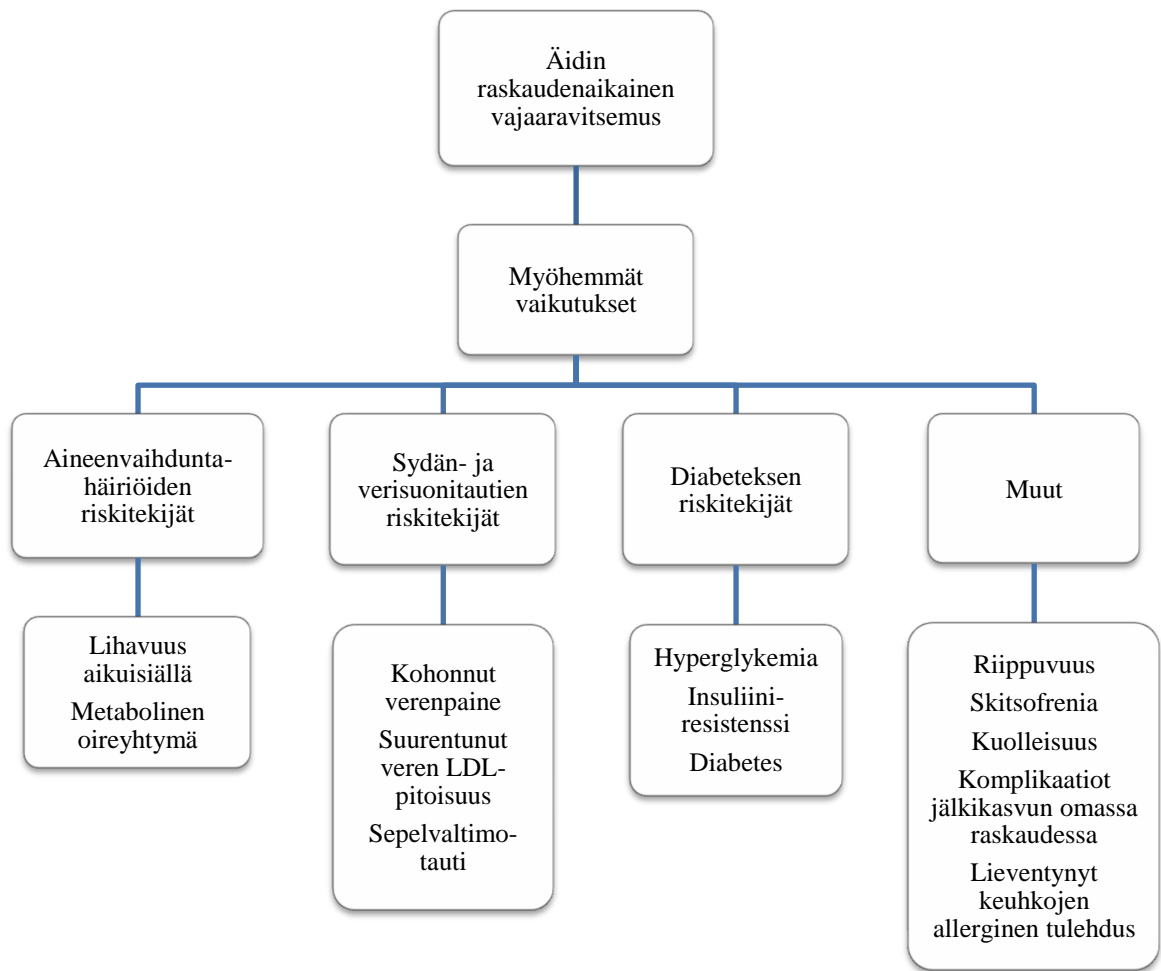 Äidin
raskaudenaikainen
vajaaravitsemus
Myöhemmät
vaikutukset
Aineenvaihdunta-
häiriöiden
riskitekijät
Sydän- ja
verisuonitautien
riskitekijät
Diabeteksen
riskitekijät
Muut
Lihavuus
aikuisiällä
Metabolinen
oireyhtymä
Kohonnut
verenpaine
Suurentunut
veren LDL-
pitoisuus
Sepelvaltimo-
tauti
Hyperglykemia
Insuliini-
resistenssi
Diabetes
Riippuvuus
Skitsofrenia
Kuolleisuus
Komplikaatiot
jälkikasvun omassa
raskaudessa
Lieventynyt
keuhkojen
allerginen tulehdus